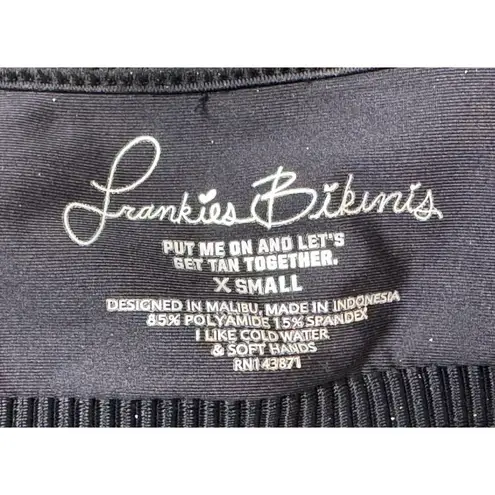 Frankies Bikinis
PUT ME ON AND LET'S
GET TAN TOGETHER.
X SMALL
DESIGNED IN MALIBU, MADE IN INDONESIA
85% POLYAMIDE 15% SPANDEX
I LIKE COLD WATER
& SOFT HANDS
RN143871